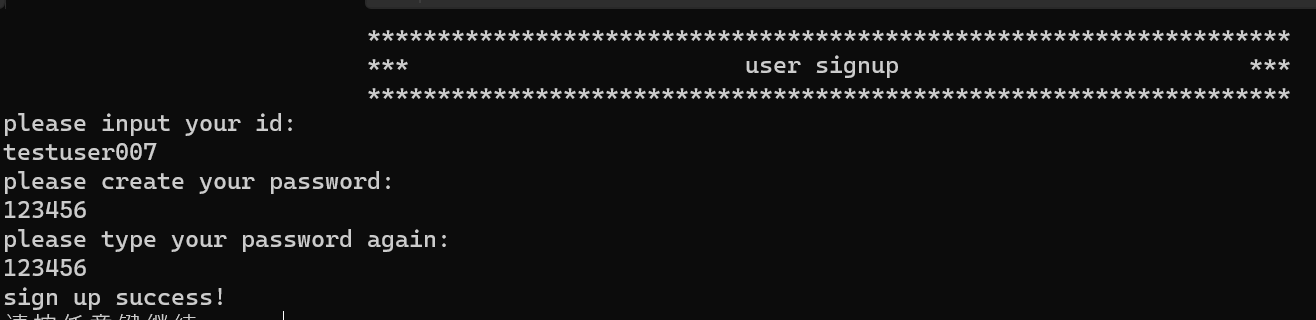 ******************************************************************
***                        user signup                         ***
******************************************************************
please input your id:
testuser007
please create your password:
123456
please type your password again:
123456
sign up success!